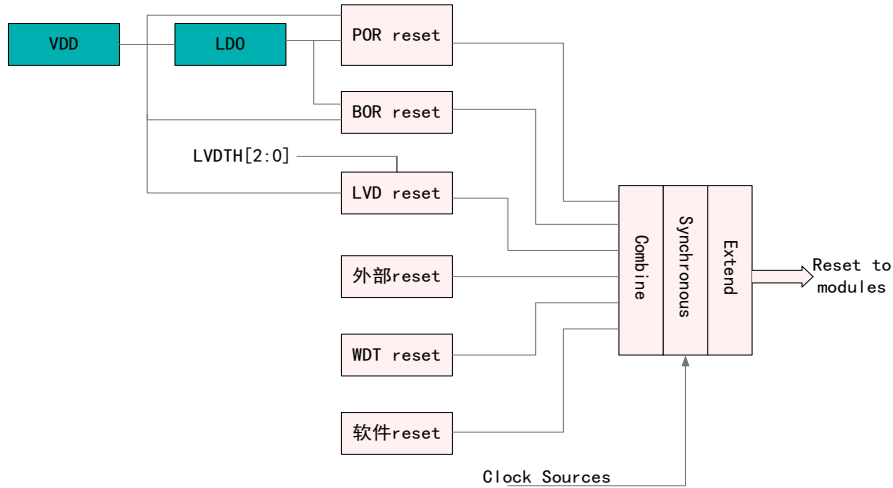 VDD
LDO
POR reset
BOR reset
LVDTH[2:0]
LVD reset
外部reset
WDT reset
软件reset
Combine
Synchronous
Extend
Reset to
modules
Clock Sources